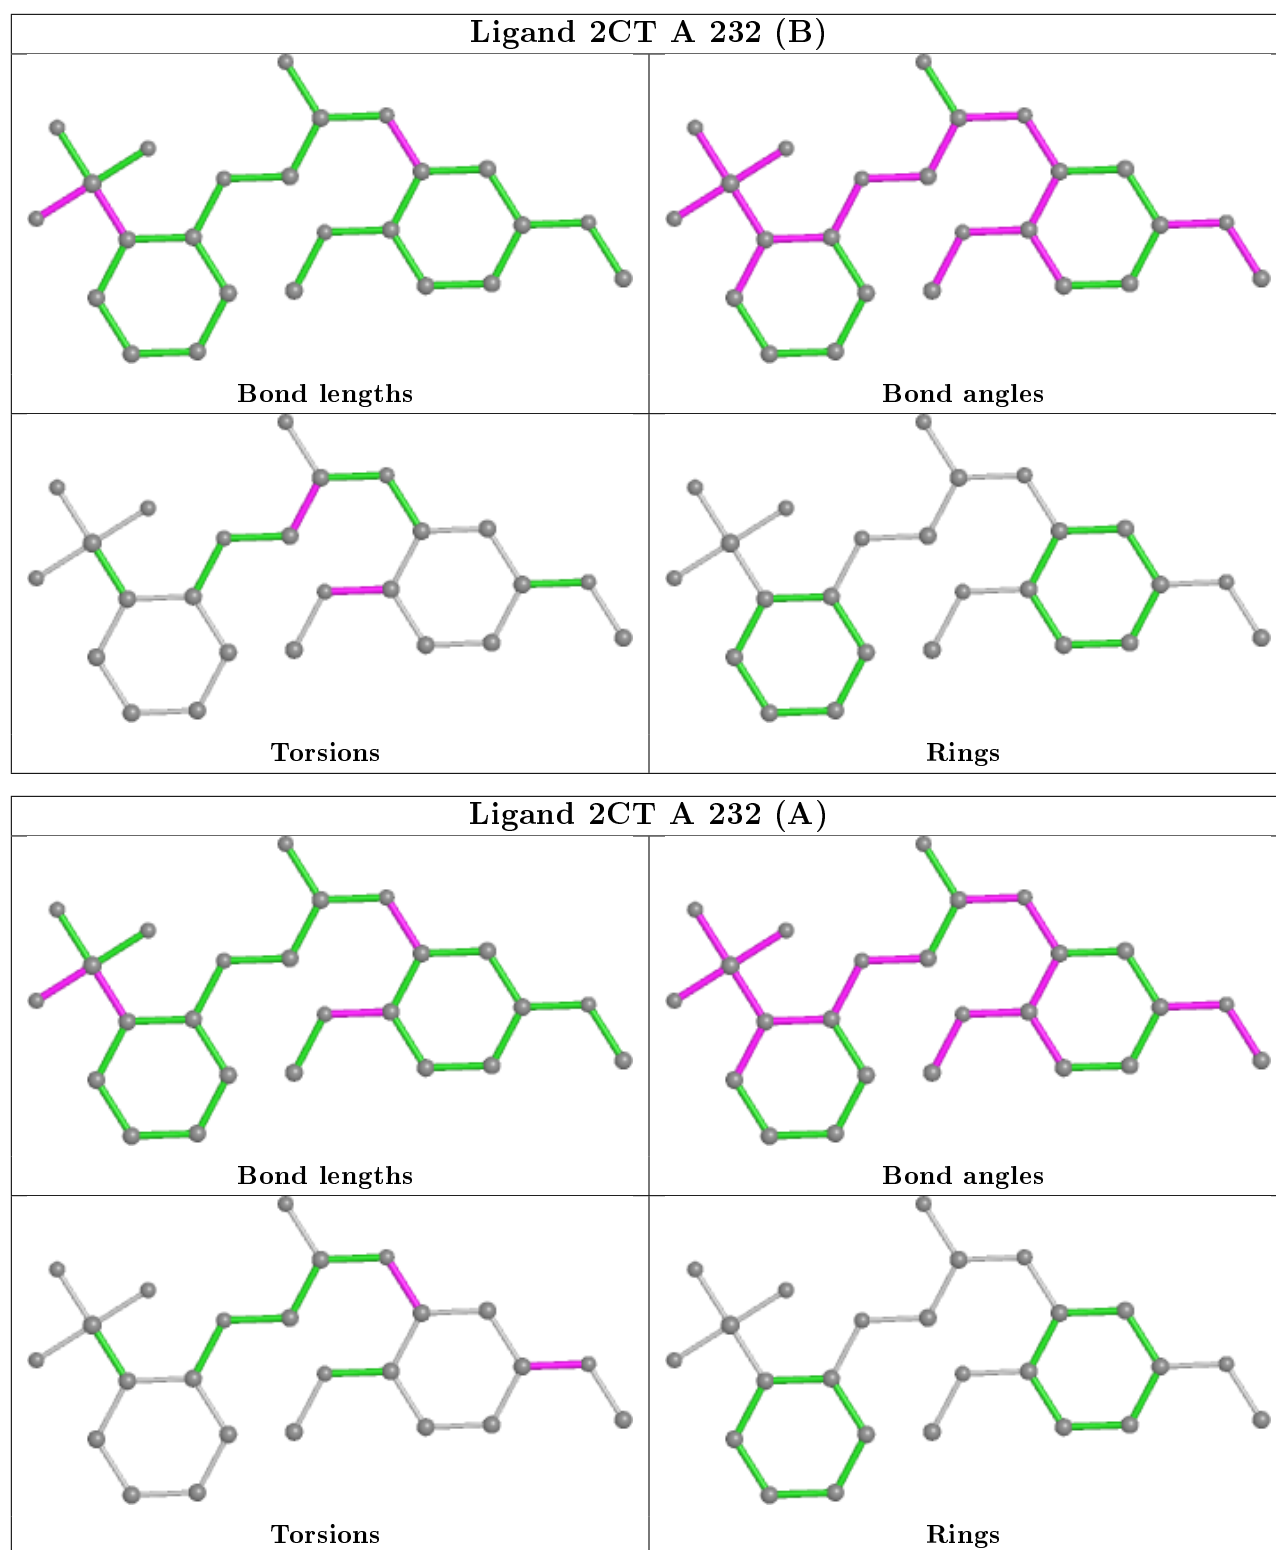 Ligand 2CT A 232 (B)
Bond lengths
Bond angles
Torsions
Rings
Ligand 2CT A 232 (A)
Bond lengths
Bond angles
Torsions
Rings